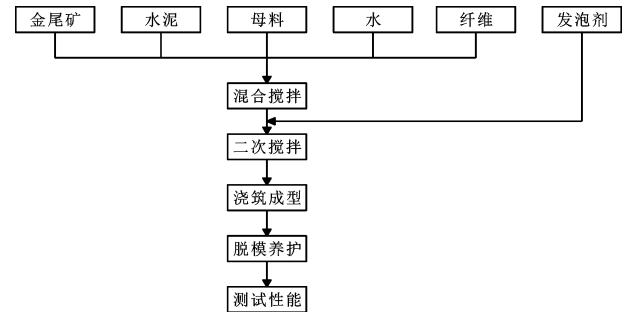 金尾矿
水泥
母料
水
纤维
发泡剂
混合搅拌
二次搅拌
浇筑成型
脱模养护
测试性能